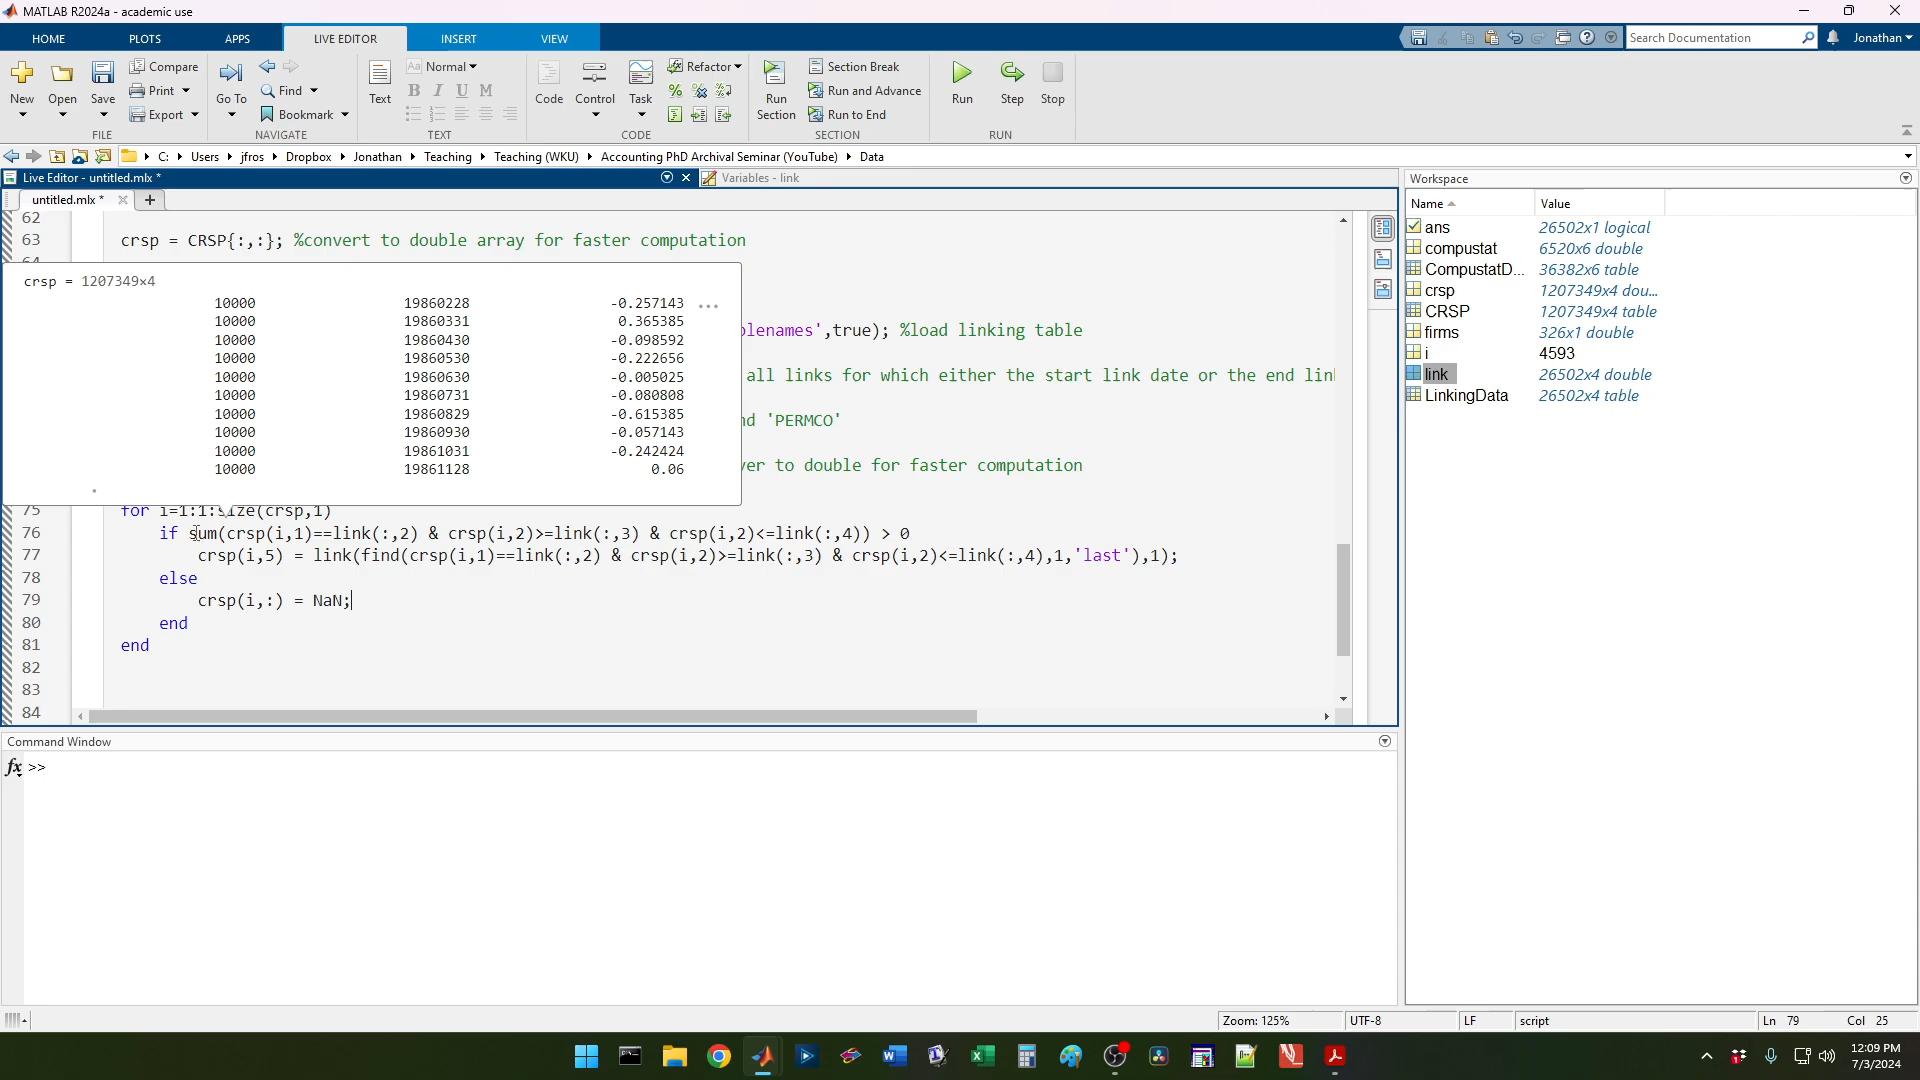 MATLAB R2024a - academic use
HOME PLOTS APPS LIVE EDITOR INSERT VIEW
Search Documentation Jonathan
New Open Save Compare Print Export
FILE
Go To Find Bookmark
NAVIGATE
Text Aa Normal
B I U M
TEXT
Code Control Task Refactor
CODE
Run Section Section Break Run and Advance Run to End
SECTION
Run Step Stop
RUN
C: Users jfros Dropbox Jonathan Teaching Teaching (WKU) Accounting PhD Archival Seminar (YouTube) Data
Live Editor - untitled.mlx *
Variables - link
untitled.mlx *
62
63 crsp = CRSP{:,:}; %convert to double array for faster computation
crsp = 1207349×4
10000 19860228 -0.257143 ...
10000 19860331 0.365385
10000 19860430 -0.098592
10000 19860530 -0.222656
10000 19860630 -0.005025
10000 19860731 -0.080808
10000 19860829 -0.615385
10000 19860930 -0.057143
10000 19861031 -0.242424
10000 19861128 0.06
lenames',true); %load linking table
all links for which either the start link date or the end
'PERMCO'
to double for faster computation
75 for i=1:1:size(crsp,1)
76 if sum(crsp(i,1)==link(:,2) & crsp(i,2)>=link(:,3) & crsp(i,2)<=link(:,4)) > 0
77 crsp(i,5) = link(find(crsp(i,1)==link(:,2) & crsp(i,2)>=link(:,3) & crsp(i,2)<=link(:,4),1,'last'),1);
78 else
79 crsp(i,:) = NaN;
80 end
81 end
82
83
84
Command Window
fx >>
Workspace
Name Value
ans 26502x1 logical
compustat 6520x6 double
CompustatD... 36382x6 table
crsp 1207349x4 dou...
CRSP 1207349x4 table
firms 326x1 double
i 4593
link 26502x4 double
LinkingData 26502x4 table
Zoom: 125% UTF-8 LF script Ln 79 Col 25
12:09 PM
7/3/2024